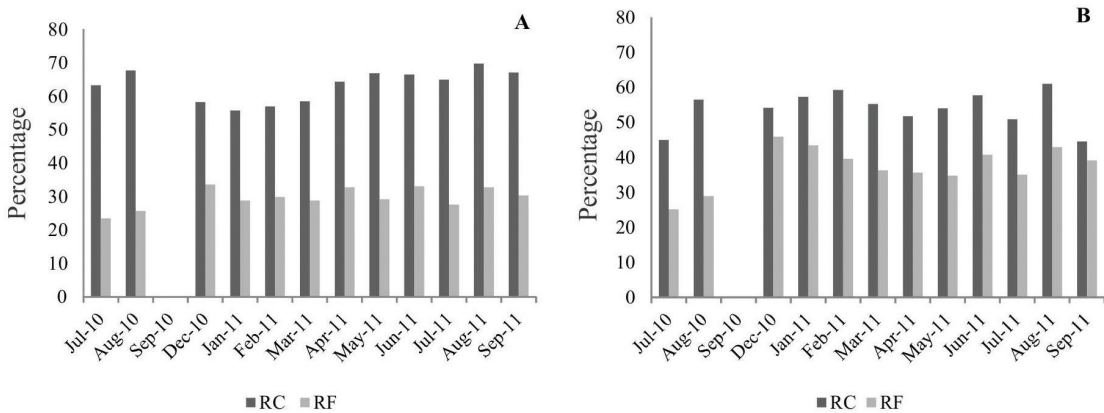 A
80
70
60
50
40
30
20
10
0
Percentage
Jul-10 Aug-10 Sep-10 Dec-10 Jan-11 Feb-11 Mar-11 Apr-11 May-11 Jun-11 Jul-11 Aug-11 Sep-11
RC RF
B
80
70
60
50
40
30
20
10
0
Percentage
Jul-10 Aug-10 Sep-10 Dec-10 Jan-11 Feb-11 Mar-11 Apr-11 May-11 Jun-11 Jul-11 Aug-11 Sep-11
RC RF